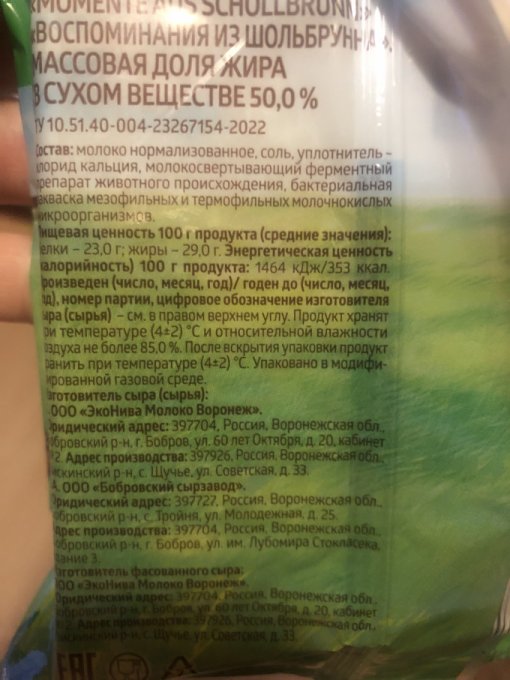 «MOMENTE AUS SCHOLLBRUNN»
«ВОСПОМИНАНИЯ ИЗ ШОЛЬБРУННА».
МАССОВАЯ ДОЛЯ ЖИРА
В СУХОМ ВЕЩЕСТВЕ 50,0 %
ТУ 10.51.40-004-23267154-2022
Состав: молоко нормализованное, соль, уплотнитель –
хлорид кальция, молокосвертывающий ферментный
препарат животного происхождения, бактериальная
закваска мезофильных и термофильных молочнокислых
микроорганизмов.
Пищевая ценность 100 г продукта (средние значения):
белки – 23,0 г; жиры – 29,0 г. Энергетическая ценность
(калорийность) 100 г продукта: 1464 кДж/353 ккал.
Произведен (число, месяц, год)/ годен до (число, месяц,
год), номер партии, цифровое обозначение изготовителя
сыра (сырья) – см. в правом верхнем углу. Продукт хранят
при температуре (4±2) °С и относительной влажности
воздуха не более 85,0 %. После вскрытия упаковки продукт
хранить при температуре (4±2) °С. Упаковано в модифи-
цированной газовой среде.
Изготовитель сыра (сырья):
ООО «ЭкоНива Молоко Воронеж».
Юридический адрес: 397704, Россия, Воронежская обл.,
Бобровский р-н, г. Бобров, ул. 60 лет Октября, д. 20, кабинет
№2. Адрес производства: 397926, Россия, Воронежская обл.,
Лискинский р-н, с. Щучье, ул. Советская, д. 33.
4. ООО «Бобровский сырзавод».
Юридический адрес: 397727, Россия, Воронежская обл.,
Бобровский р-н, с. Тройня, ул. Молодежная, д. 25.
Адрес производства: 397704, Россия, Воронежская обл.,
Бобровский р-н, г. Бобров, ул. им. Лубомира Стокласека,
здание 3.
Изготовитель фасованного сыра:
ООО «ЭкоНива Молоко Воронеж».
Юридический адрес: 397704, Россия, Воронежская обл.,
Бобровский р-н, г. Бобров, ул. 60 лет Октября, д. 20, кабинет
№2. Адрес производства: 397926, Россия, Воронежская обл.,
Лискинский р-н, с. Щучье, ул. Советская, д. 33.
EAC